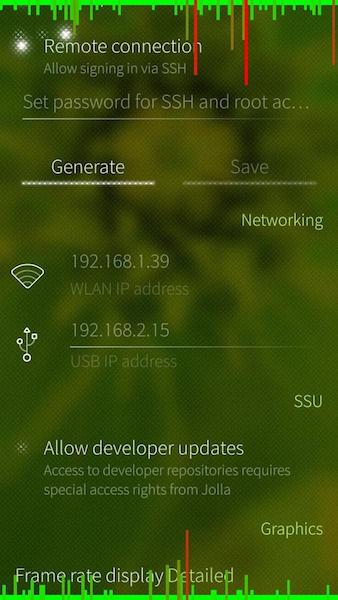 Remote connection
Allow signing in via SSH
Set password for SSH and root ac…
Generate
Save
Networking
192.168.1.39
WLAN IP address
192.168.2.15
USB IP address
SSU
Allow developer updates
Access to developer repositories requires
special access rights from Jolla
Graphics
Frame rate display Detailed